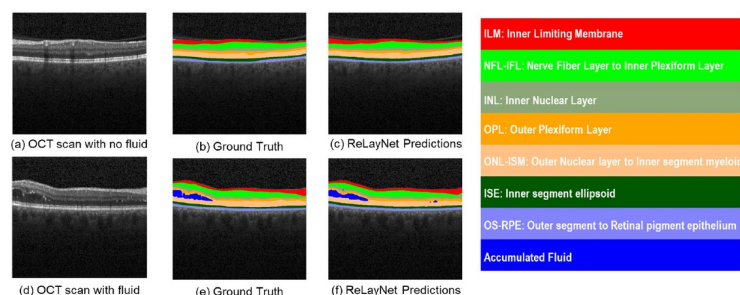 (a) OCT scan with no fluid
(b) Ground Truth
(c) ReLayNet Predictions
(d) OCT scan with fluid
(e) Ground Truth
(f) ReLayNet Predictions
ILM: Inner Limiting Membrane
NFL-IFL: Nerve Fiber Layer to Inner Plexiform Layer
INL: Inner Nuclear Layer
OPL: Outer Plexiform Layer
ONL-ISM: Outer Nuclear layer to Inner segment myeloid
ISE: Inner segment ellipsoid
OS-RPE: Outer segment to Retinal pigment epithelium
Accumulated Fluid